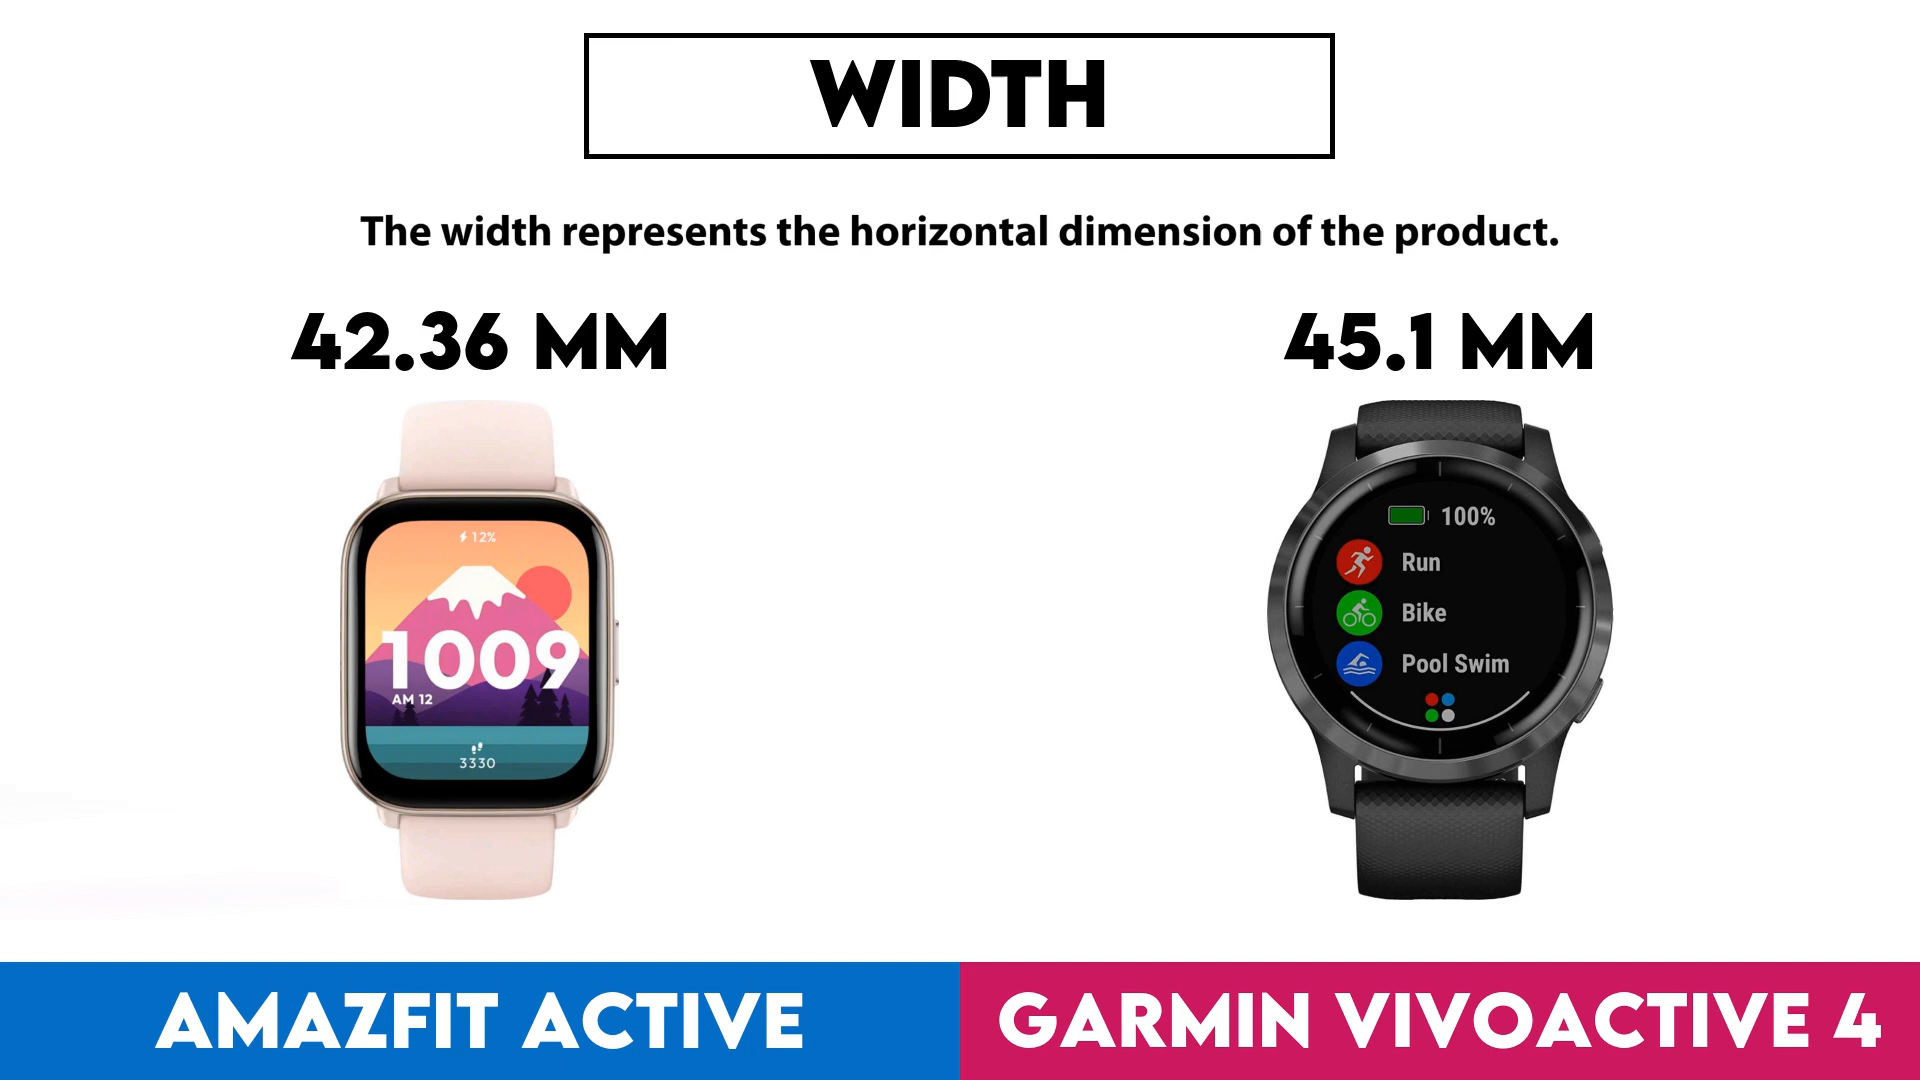 WIDTH
The width represents the horizontal dimension of the product.
42.36 MM
45.1 MM
12%
1009
AM 12
3330
100%
Run
Bike
Pool Swim
AMAZFIT ACTIVE
GARMIN VIVOACTIVE 4